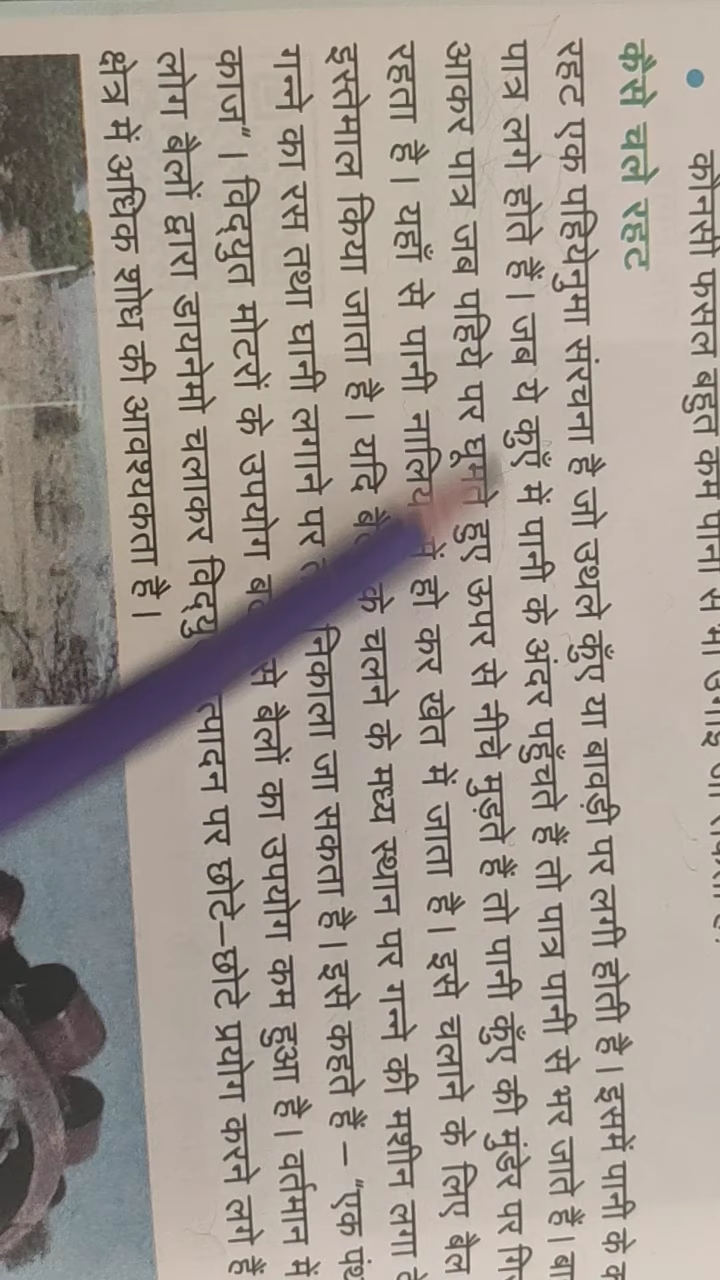 कौनसी फसल बहुत कम पानी से भी उगाई जा सकती है?
कैसे चले रहट
रहट एक पहियेनुमा संरचना है जो उथले कुँए या बावड़ी पर लगी होती है। इसमें पानी के
पात्र लगे होते हैं। जब ये कुएँ में पानी के अंदर पहुँचते हैं तो पात्र पानी से भर जाते हैं।
आकर पात्र जब पहिये पर घूमते हुए ऊपर से नीचे मुड़ते हैं तो पानी कुँए की मुंडेर पर
रहता है। यहाँ से पानी में हो कर खेत में जाता है। इसे चलाने के लिए बैल
इस्तेमाल किया जाता है। यदि के चलने के मध्य स्थान पर गन्ने की मशीन लगा
गन्ने का रस तथा घानी लगाने पर निकाला जा सकता है। इसे कहते हैं – "एक
काज"। विद्युत मोटरों के उपयोग से बैलों का उपयोग कम हुआ है। वर्तमान में
लोग बैलों द्वारा डायनेमो चलाकर पर छोटे–छोटे प्रयोग करने लगे हैं
क्षेत्र में अधिक शोध की आवश्यकता है।